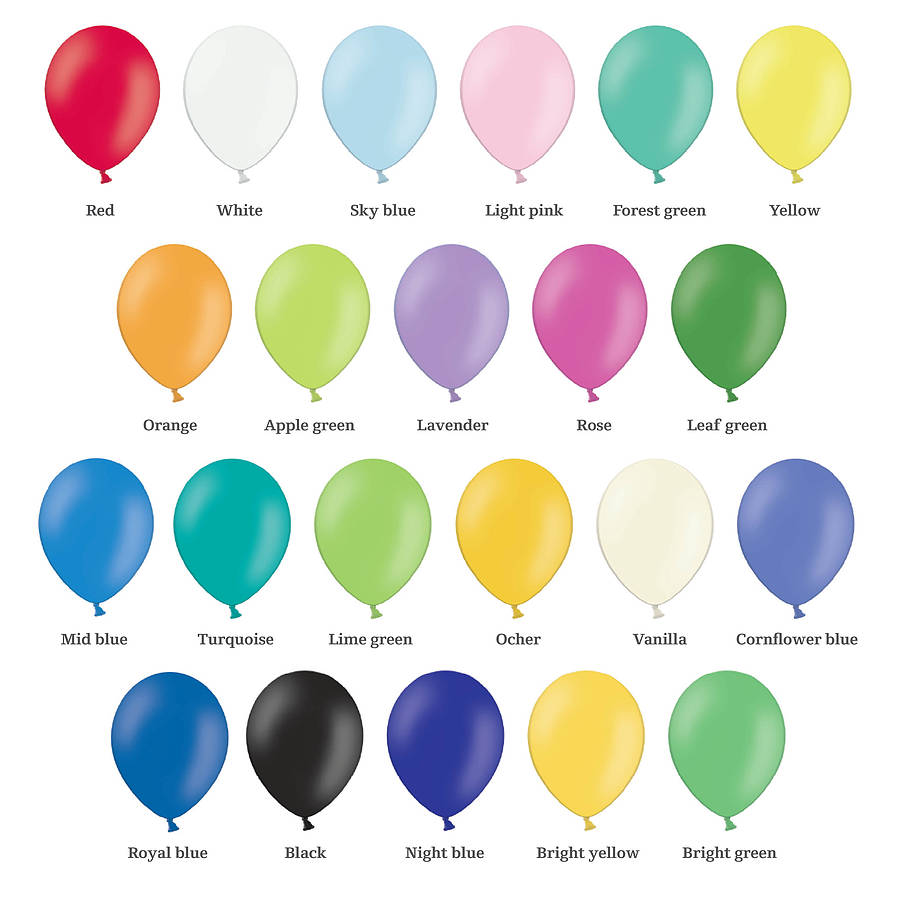 Red White Sky blue Light pink Forest green Yellow
Orange Apple green Lavender Rose Leaf green
Mid blue Turquoise Lime green Ocher Vanilla Cornflower blue
Royal blue Black Night blue Bright yellow Bright green